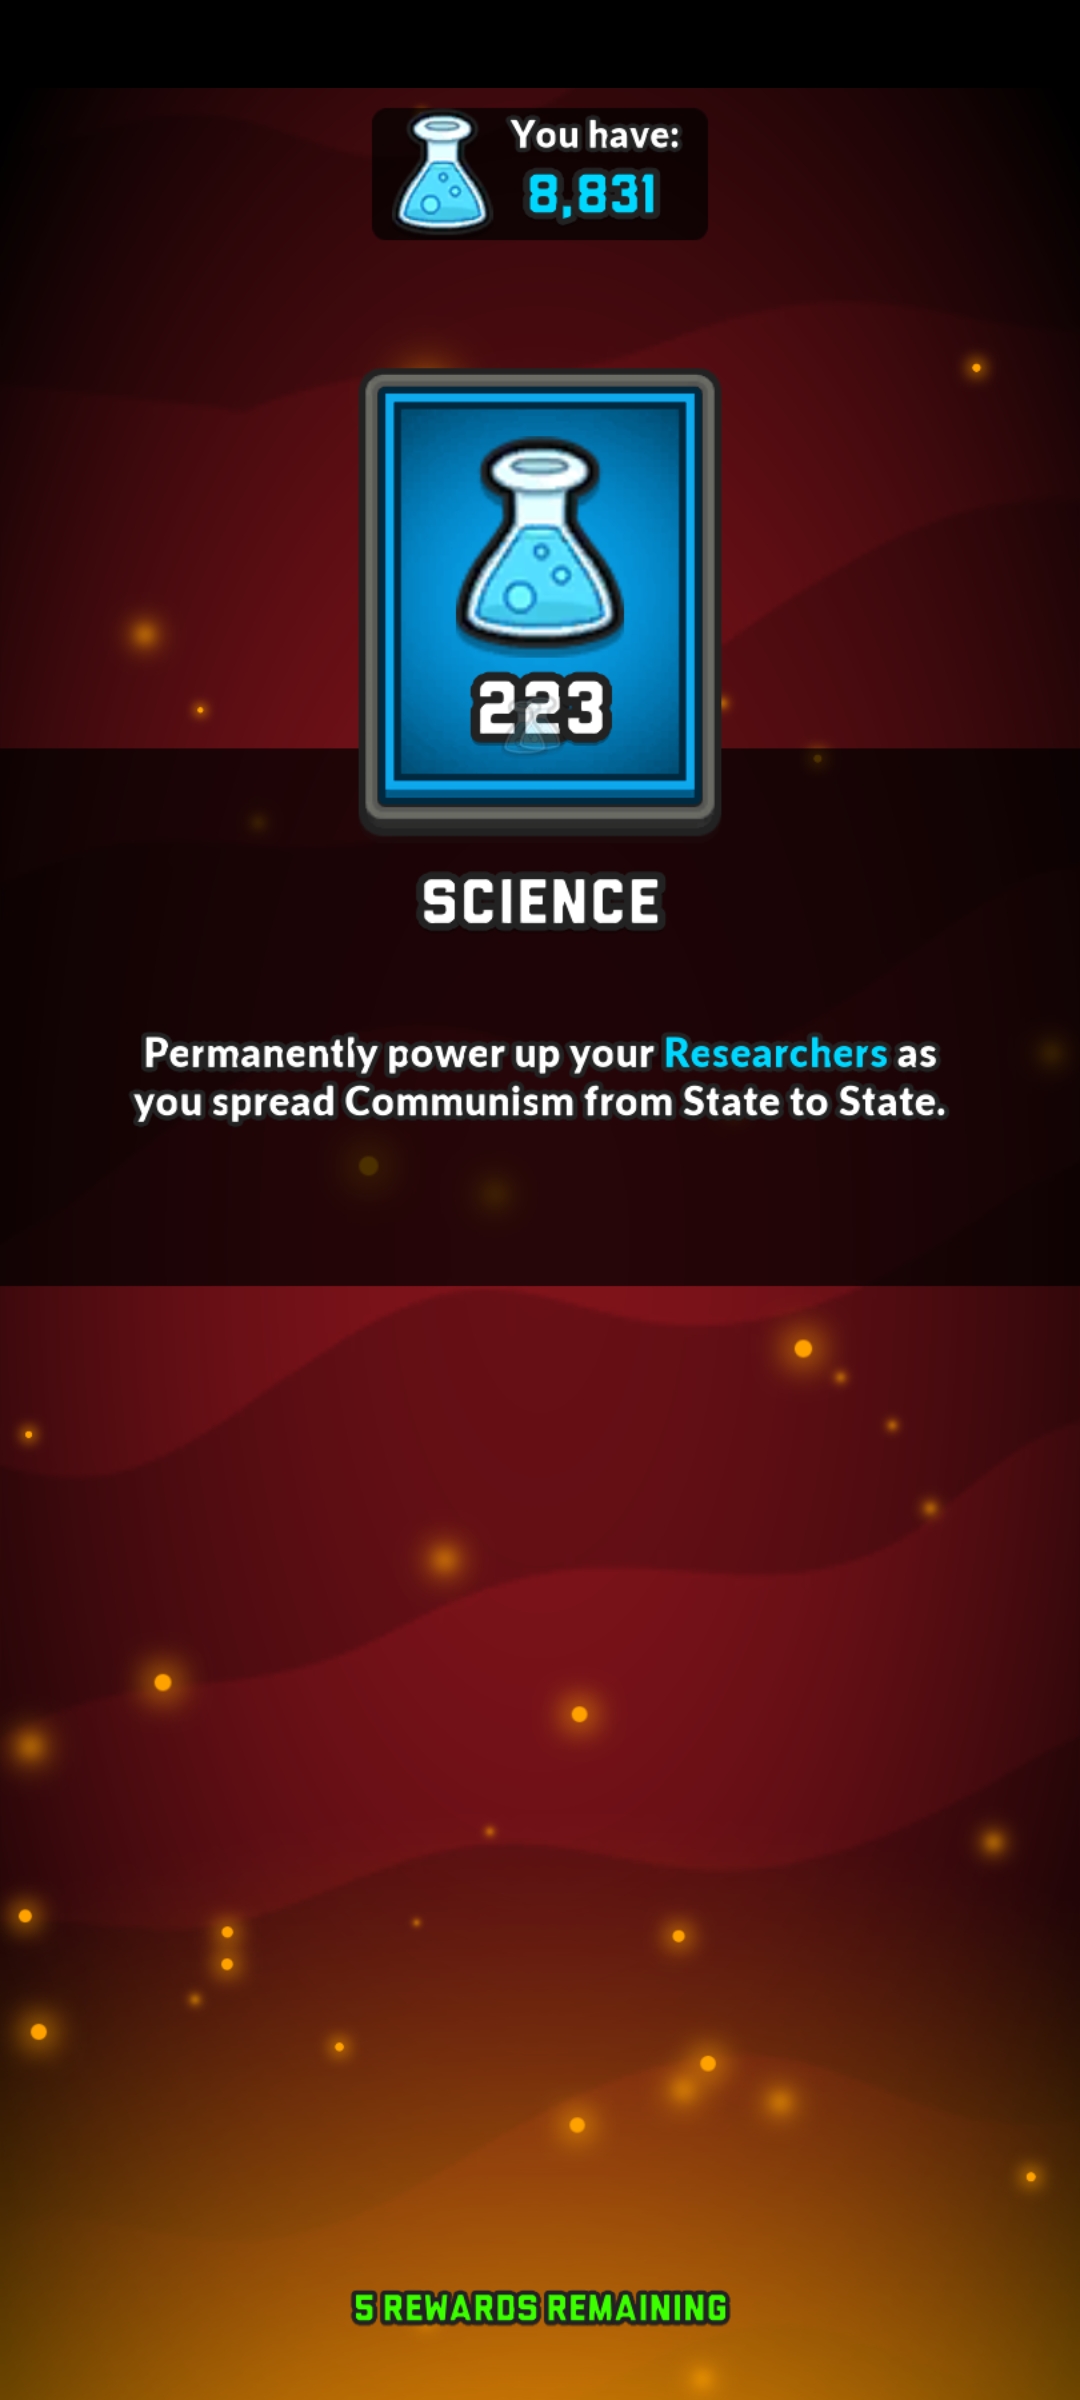 You have:
8,831
223
SCIENCE
Permanently power up your Researchers as
you spread Communism from State to State.
5 REWARDS REMAINING